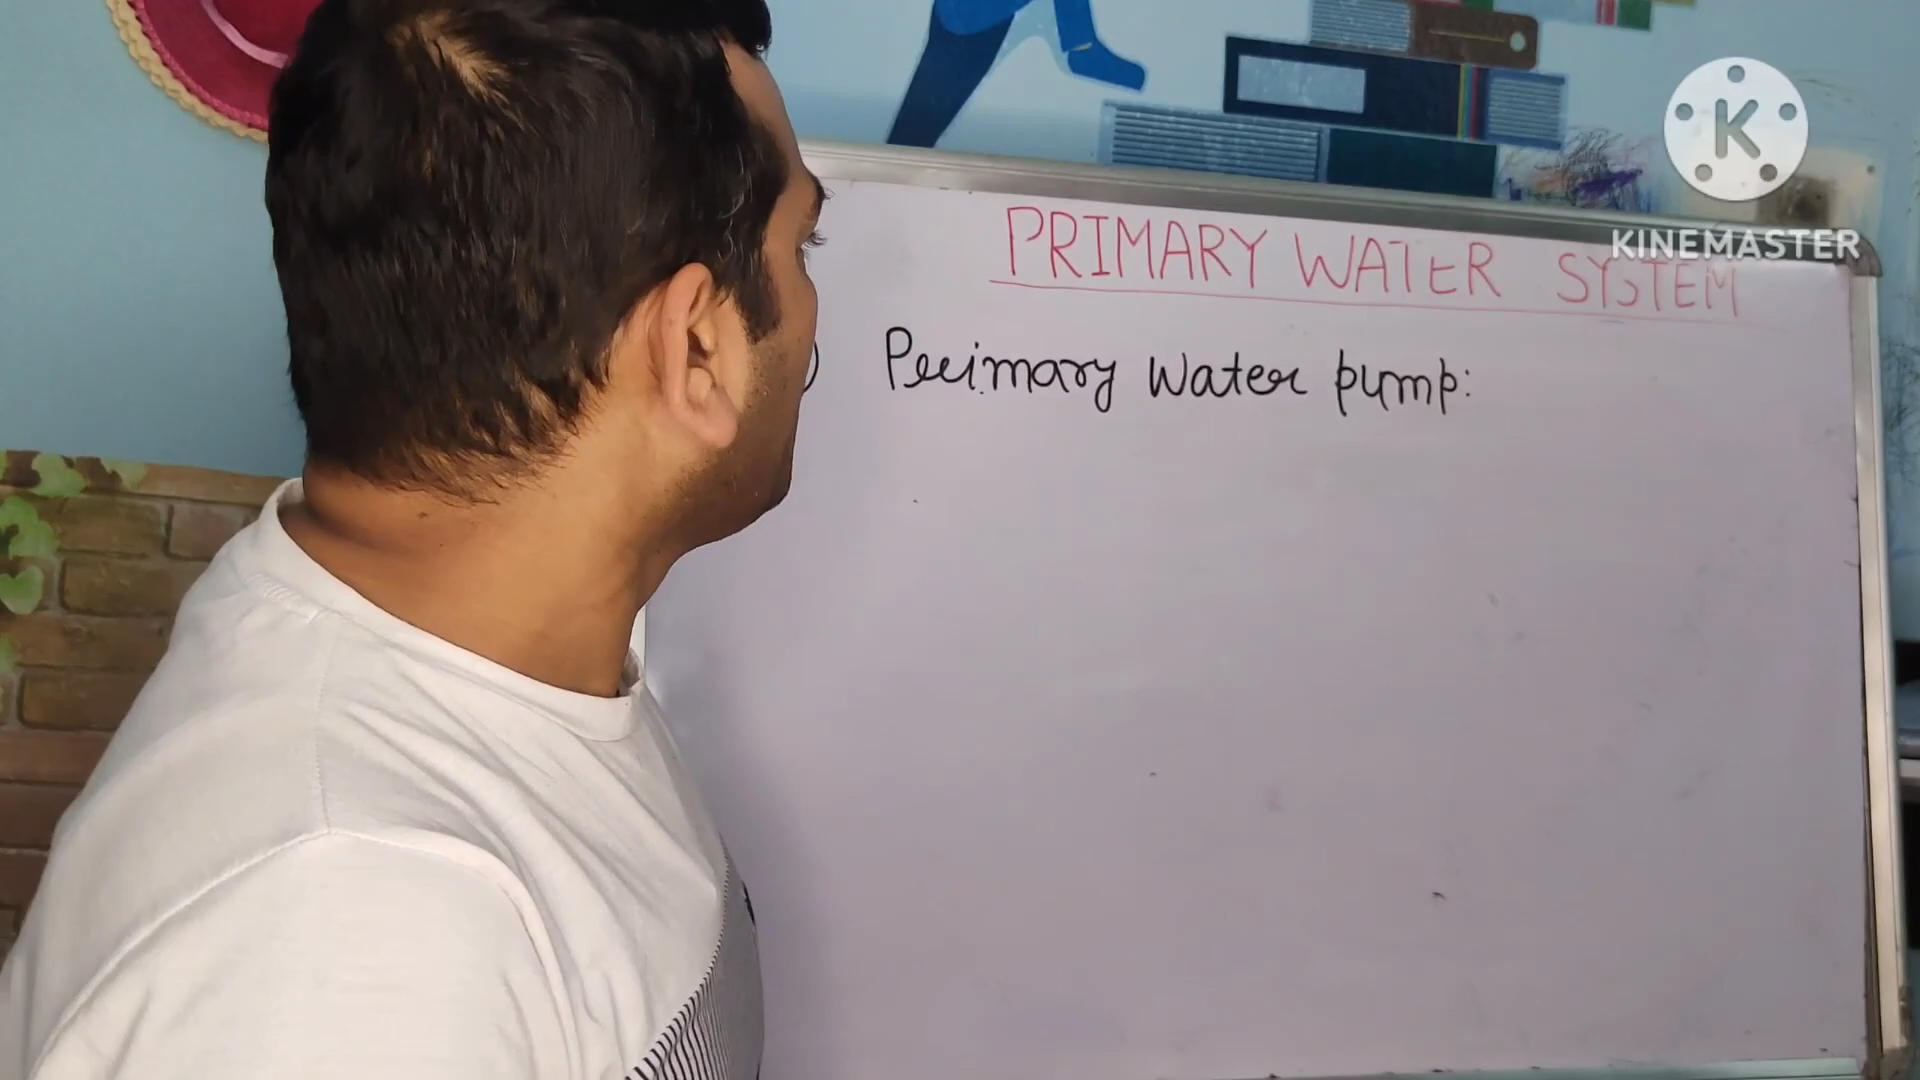 K
KINEMASTER
PRIMARY WATER SYSTEM
) Primary Water pump: